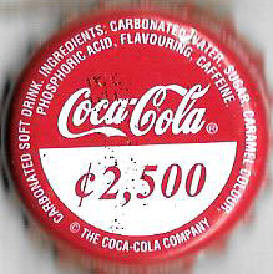 CARBONATED SOFT DRINK. INGREDIENTS: CARBONATED WATER, SUGAR, CARAMEL COLOUR,
PHOSPHORIC ACID, FLAVOURING, CAFFEINE.
Coca-Cola®
¢2,500
© THE COCA-COLA COMPANY